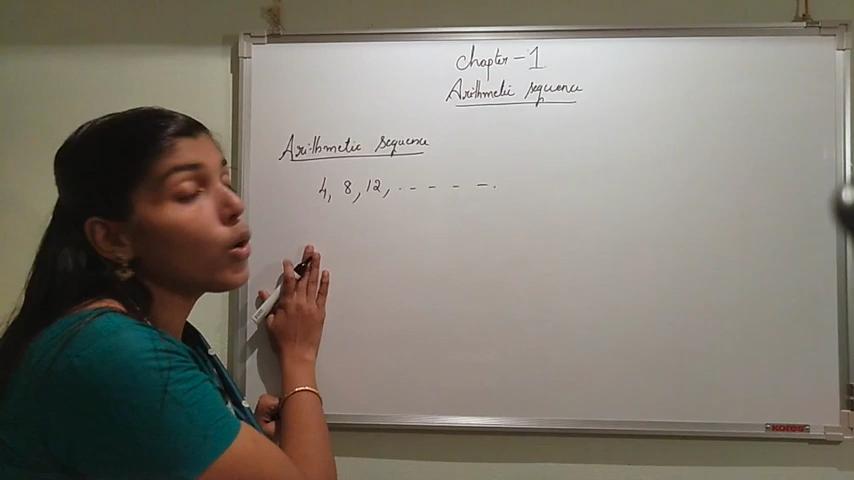 Chapter - 1
Arithmetic sequence
Arithmetic sequence
4, 8, 12, . - - - - .
kores